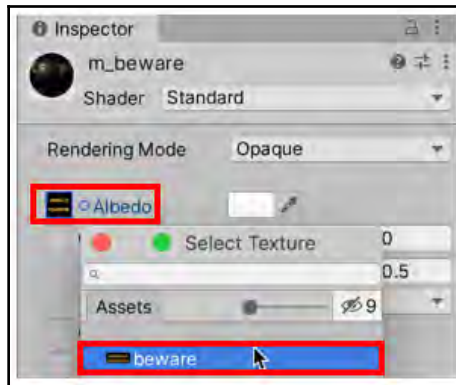 Inspector
m_beware
Shader Standard
Rendering Mode Opaque
Albedo
Select Texture 0
0.5
Assets 9
beware